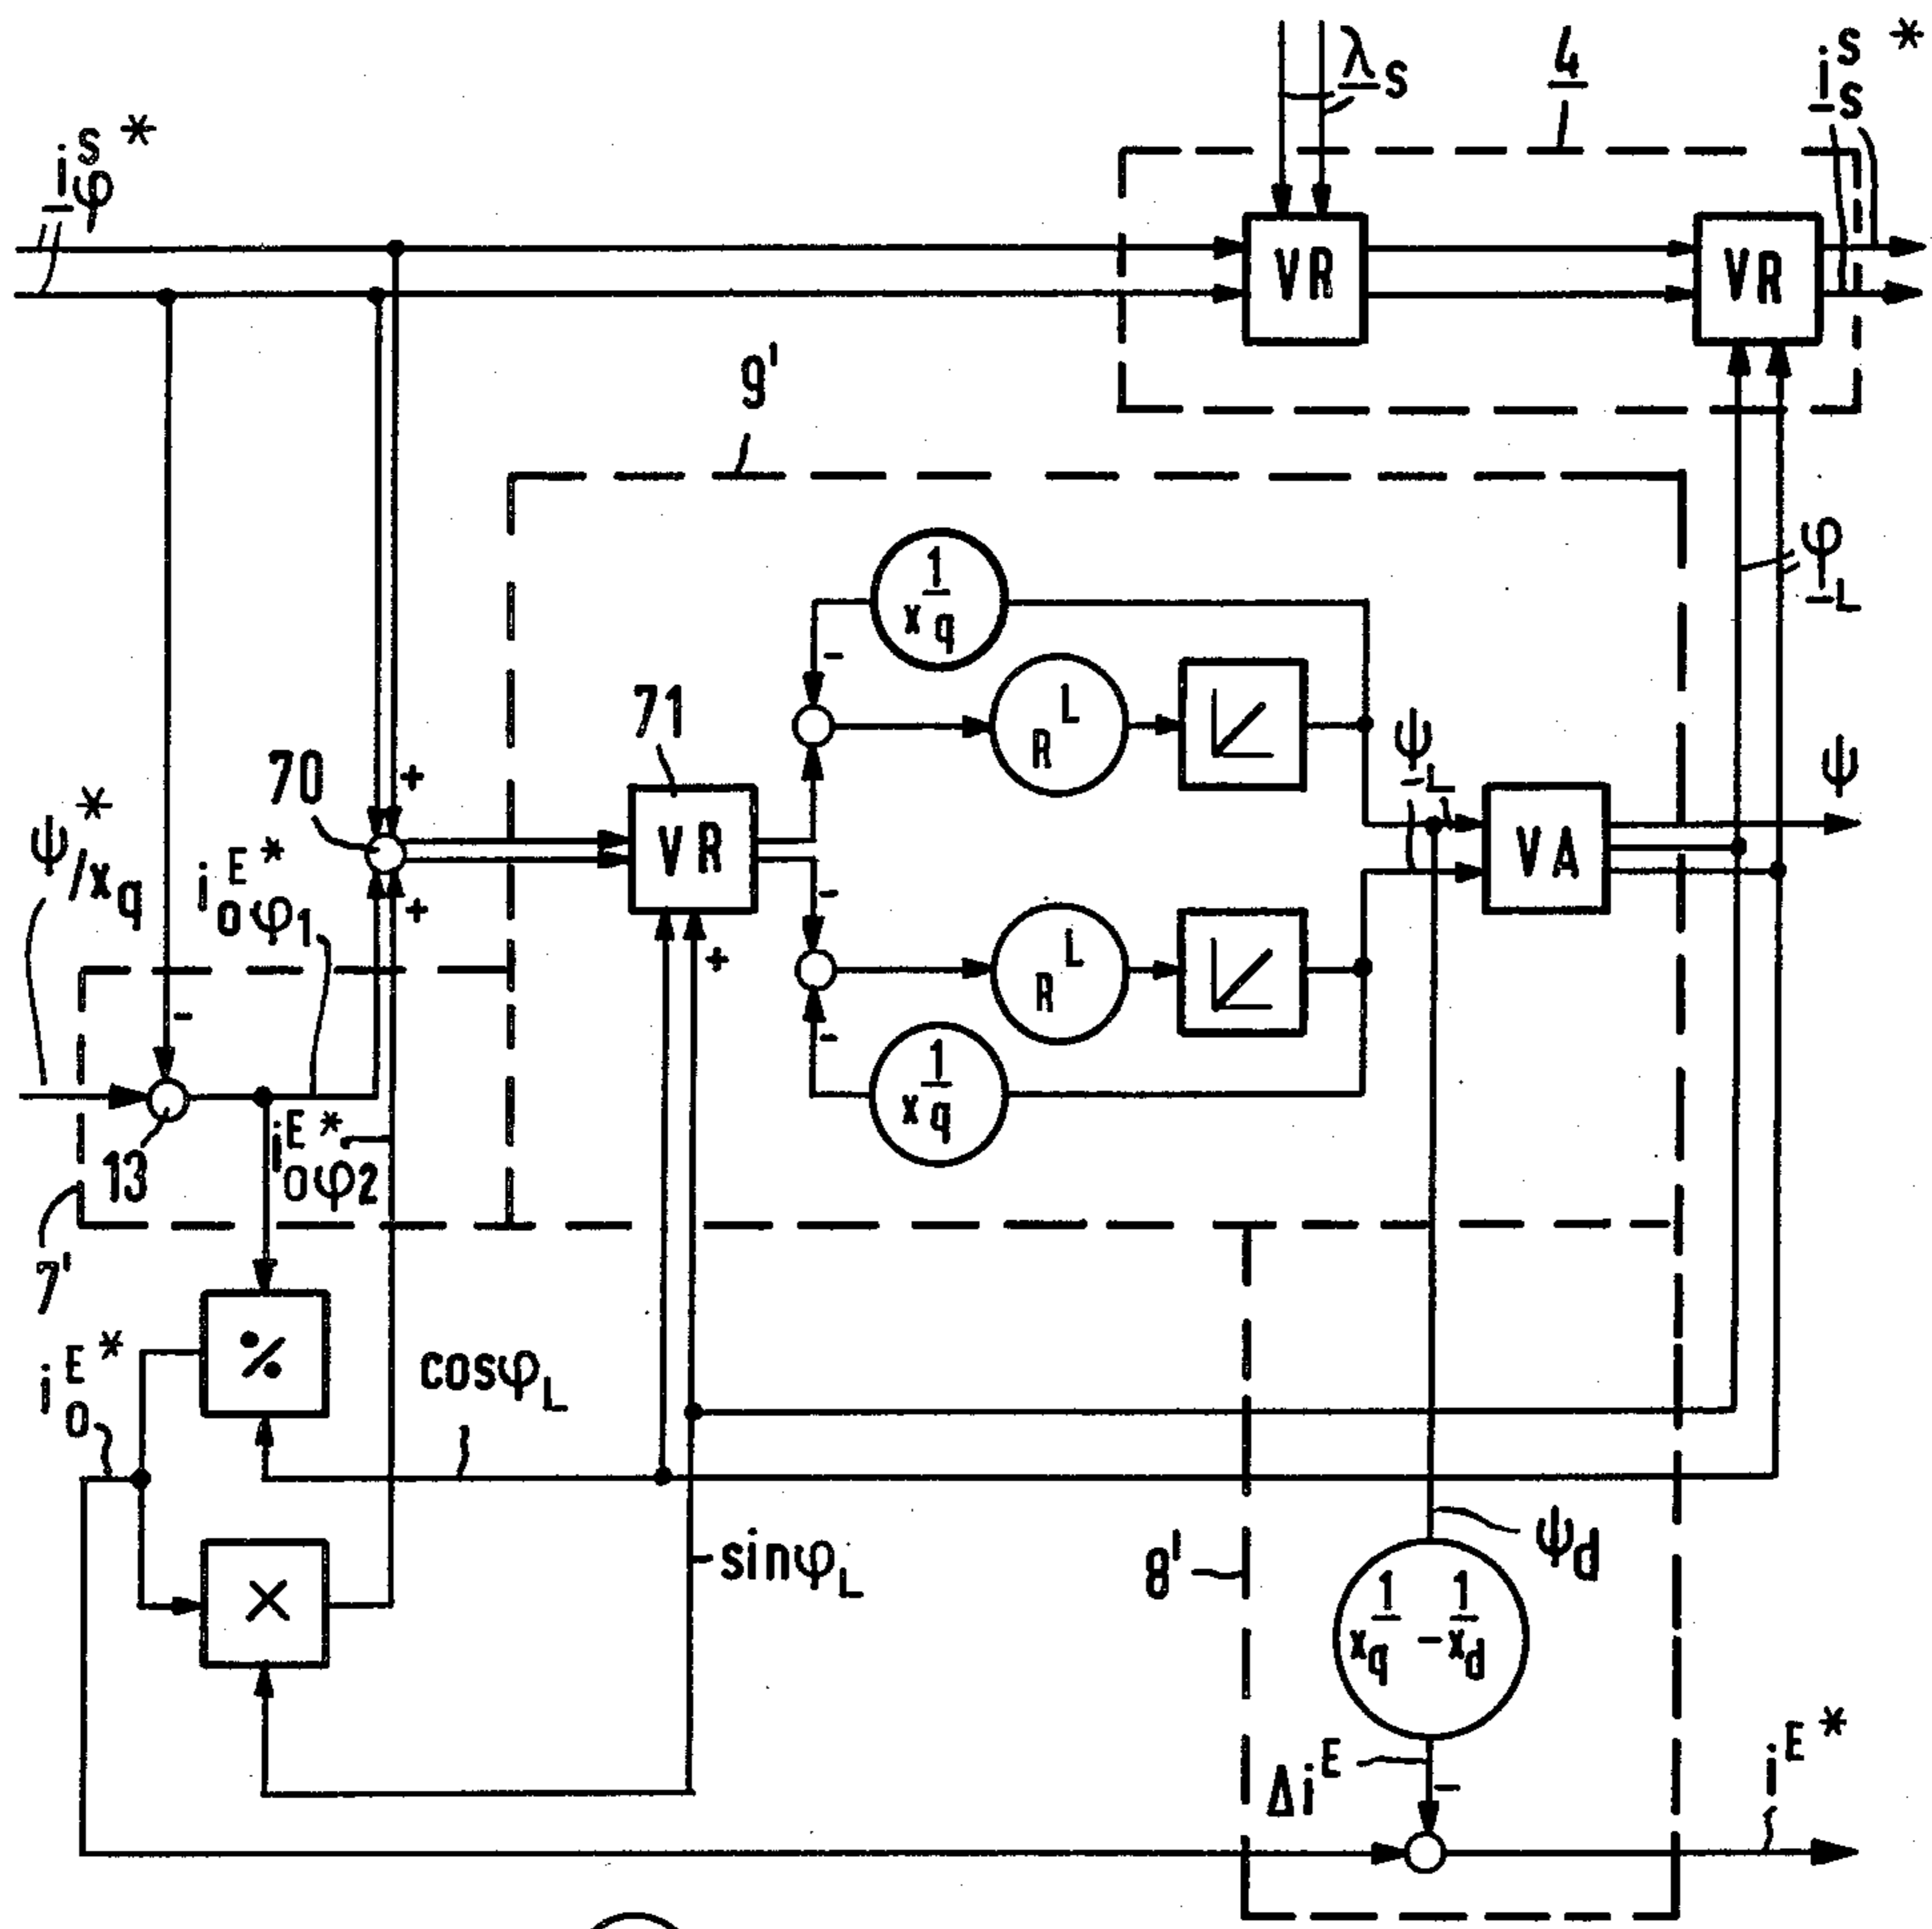 λ_S
4
i_S^S *
i_φ^S *
VR
VR
9'
φ_L
1/x_q
71
R^L
ψ_L
ψ
70
+
-
VR
VA
ψ*/x_q
i_0φ1^E*
+
-
+
R^L
-
-
1/x_q
13
i_0φ2^E*
7'
%
i_0^E*
cosφ_L
×
sinφ_L
8'
ψ_d
1/x_q - 1/x_d
Δi^E
-
i^E*